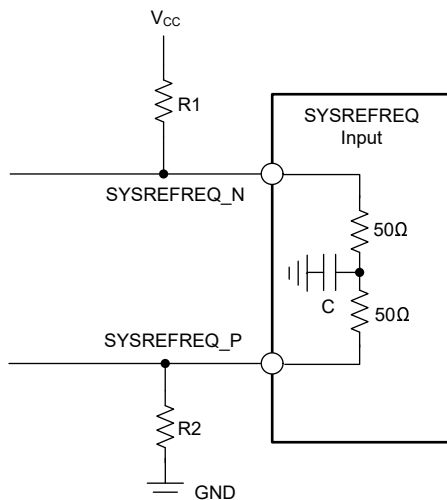 VCC
R1
SYSREFREQ
Input
SYSREFREQ_N
50Ω
C
50Ω
SYSREFREQ_P
R2
GND